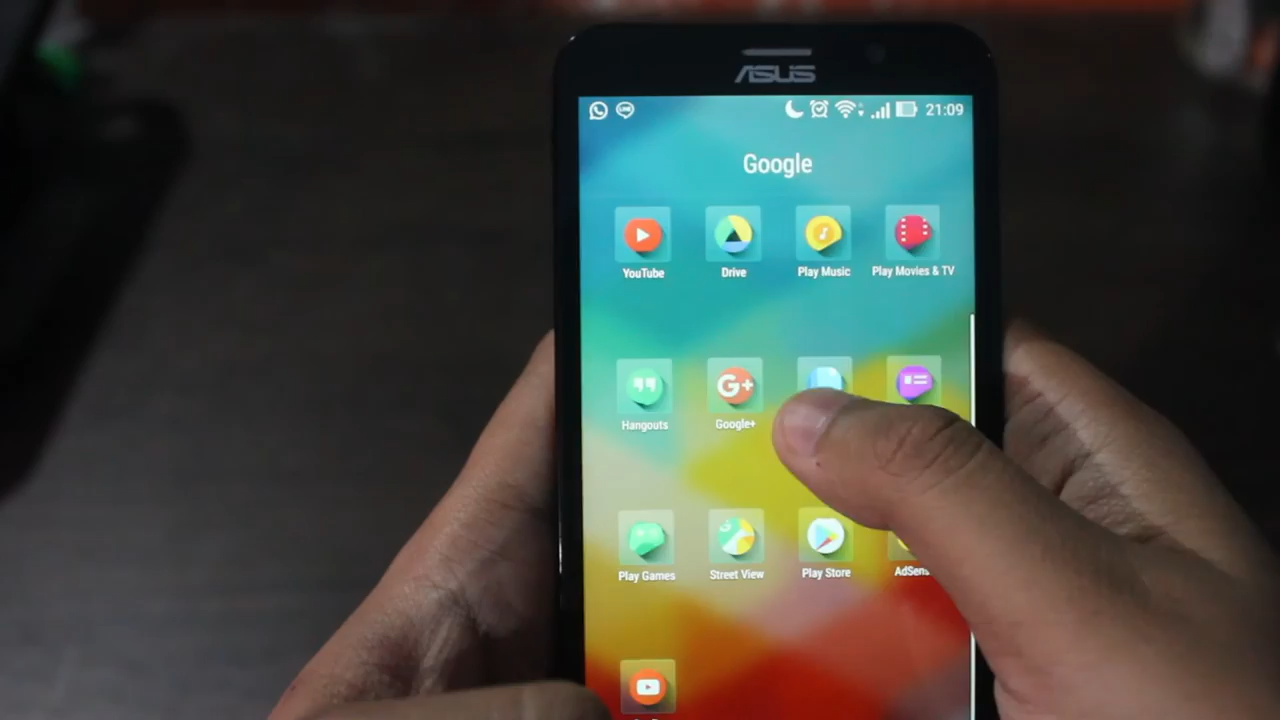 ASUS
21:09
Google
YouTube
Drive
Play Music
Play Movies & TV
Hangouts
G+
Google+
Play Games
Street View
Play Store